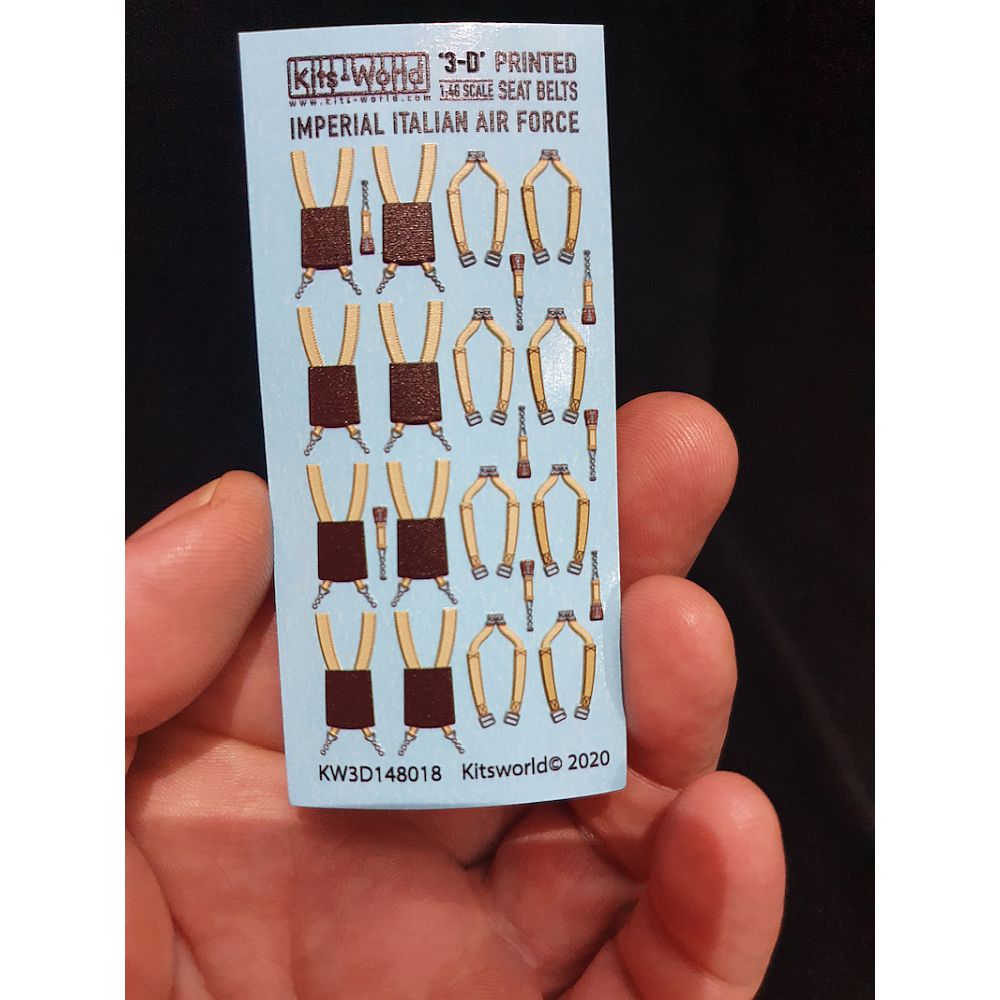 Kits-World '3-D' PRINTED
www.kits-world.com 1:48 SCALE SEAT BELTS
IMPERIAL ITALIAN AIR FORCE
KW3D148018 Kitsworld© 2020